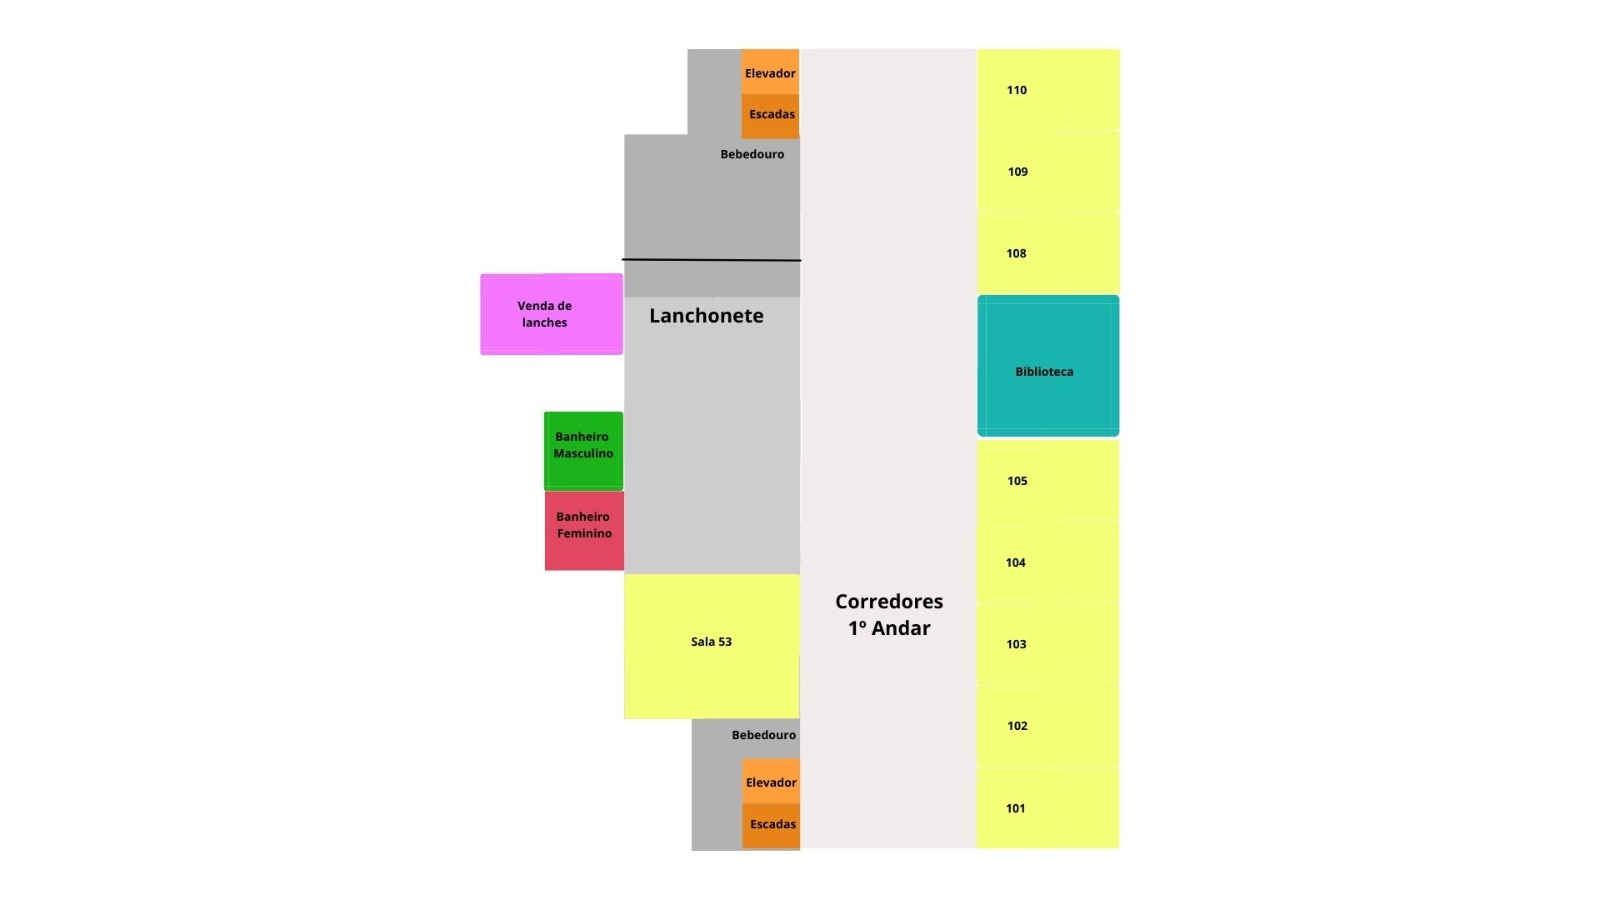 Elevador
110
Escadas
Bebedouro
109
108
Venda de
lanches
Lanchonete
Biblioteca
Banheiro
Masculino
105
Banheiro
Feminino
104
Corredores
1º Andar
Sala 53
103
102
Bebedouro
Elevador
101
Escadas